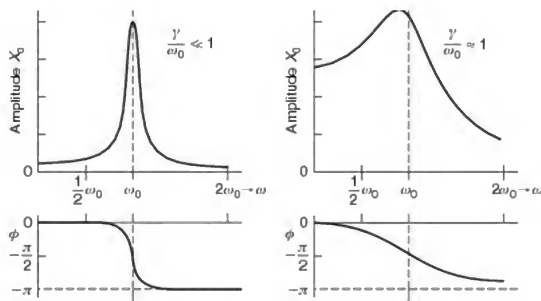 Amplitude X₀
γ/ω₀ ≪ 1
0
1/2 ω₀
ω₀
2ω₀→ω
ϕ
0
-π/2
-π
Amplitude X₀
γ/ω₀ ≈ 1
0
1/2 ω₀
ω₀
2ω₀→ω
ϕ
0
-π/2
-π